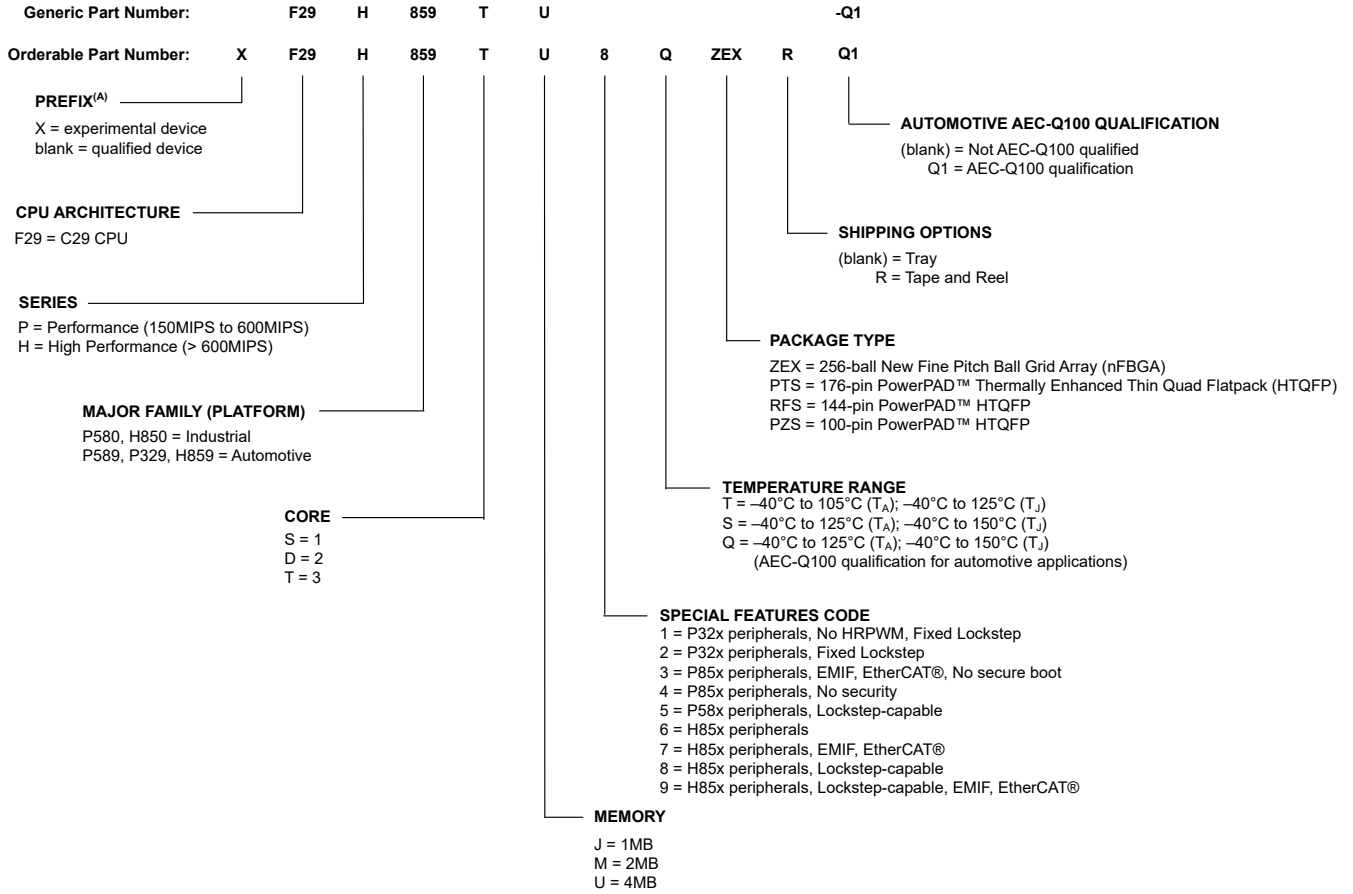 Generic Part Number: F29 H 859 T U -Q1
Orderable Part Number: X F29 H 859 T U 8 Q ZEX R Q1
PREFIX(A)
X = experimental device
blank = qualified device
AUTOMOTIVE AEC-Q100 QUALIFICATION
(blank) = Not AEC-Q100 qualified
Q1 = AEC-Q100 qualification
CPU ARCHITECTURE
F29 = C29 CPU
SHIPPING OPTIONS
(blank) = Tray
R = Tape and Reel
SERIES
P = Performance (150MIPS to 600MIPS)
H = High Performance (> 600MIPS)
PACKAGE TYPE
ZEX = 256-ball New Fine Pitch Ball Grid Array (nFBGA)
PTS = 176-pin PowerPAD™ Thermally Enhanced Thin Quad Flatpack (HTQFP)
RFS = 144-pin PowerPAD™ HTQFP
PZS = 100-pin PowerPAD™ HTQFP
MAJOR FAMILY (PLATFORM)
P580, H850 = Industrial
P589, P329, H859 = Automotive
TEMPERATURE RANGE
T = –40°C to 105°C (TA); –40°C to 125°C (TJ)
S = –40°C to 125°C (TA); –40°C to 150°C (TJ)
Q = –40°C to 125°C (TA); –40°C to 150°C (TJ)
(AEC-Q100 qualification for automotive applications)
CORE
S = 1
D = 2
T = 3
SPECIAL FEATURES CODE
1 = P32x peripherals, No HRPWM, Fixed Lockstep
2 = P32x peripherals, Fixed Lockstep
3 = P85x peripherals, EMIF, EtherCAT®, No secure boot
4 = P85x peripherals, No security
5 = P58x peripherals, Lockstep-capable
6 = H85x peripherals
7 = H85x peripherals, EMIF, EtherCAT®
8 = H85x peripherals, Lockstep-capable
9 = H85x peripherals, Lockstep-capable, EMIF, EtherCAT®
MEMORY
J = 1MB
M = 2MB
U = 4MB